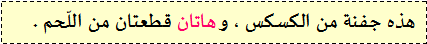 هذه جفنة من الكسكس ، و هاتان قطعتان من اللّحم .